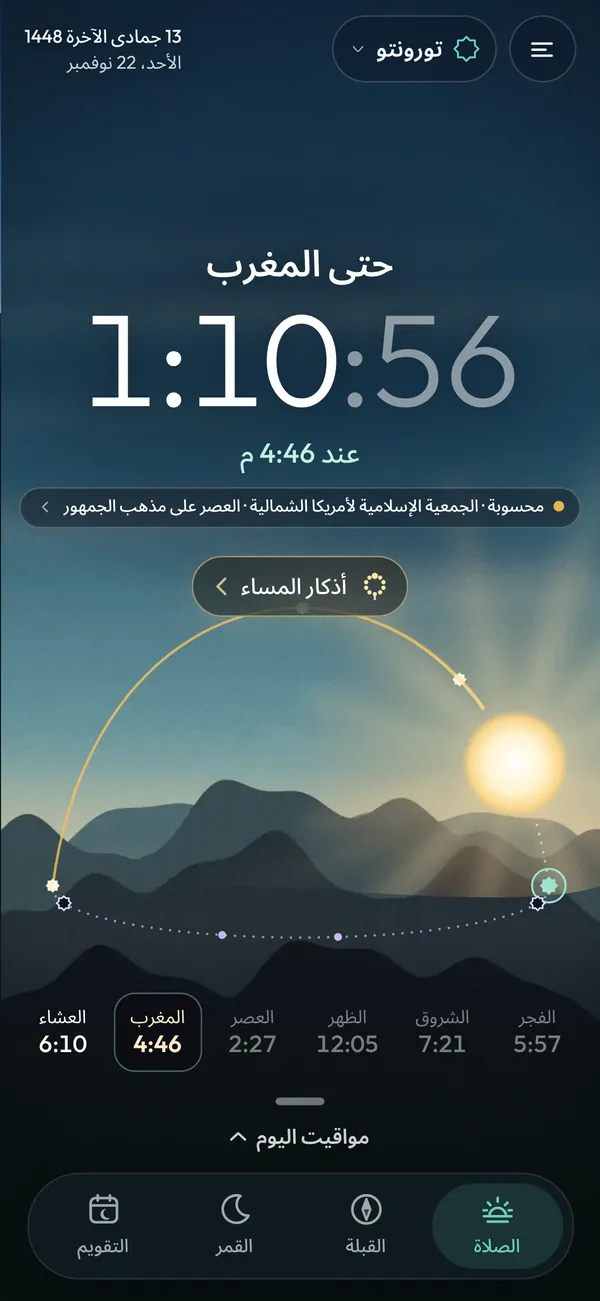 تورونتو
13 جمادى الآخرة 1448
الأحد، 22 نوفمبر
حتى المغرب
1:10:56
عند 4:46 م
محسوبة · الجمعية الإسلامية لأمريكا الشمالية · العصر على مذهب الجمهور
أذكار المساء
الفجر الشروق الظهر العصر المغرب العشاء
5:57 7:21 12:05 2:27 4:46 6:10
مواقيت اليوم
الصلاة القبلة القمر التقويم